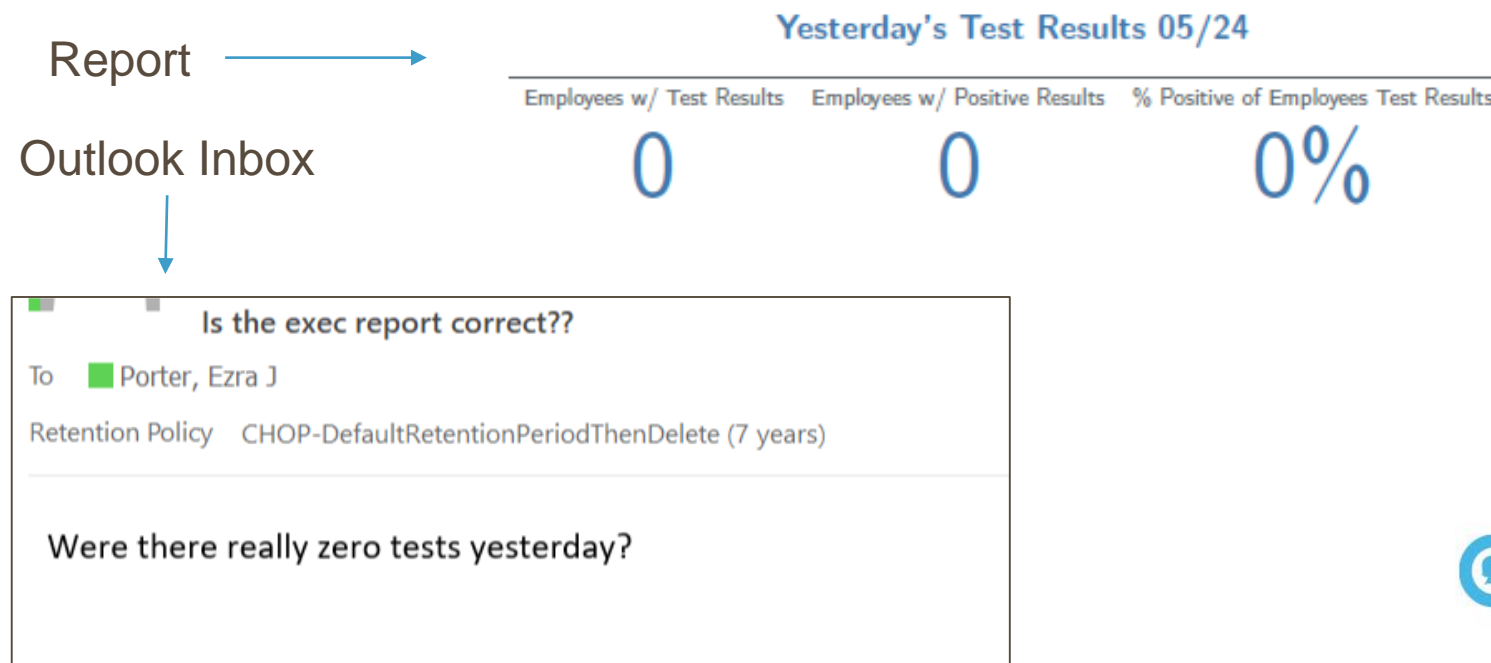 Report
Yesterday's Test Results 05/24
Employees w/ Test Results Employees w/ Positive Results % Positive of Employees Test Results
0 0 0%
Outlook Inbox
Is the exec report correct??
To Porter, Ezra J
Retention Policy CHOP-DefaultRetentionPeriodThenDelete (7 years)
Were there really zero tests yesterday?